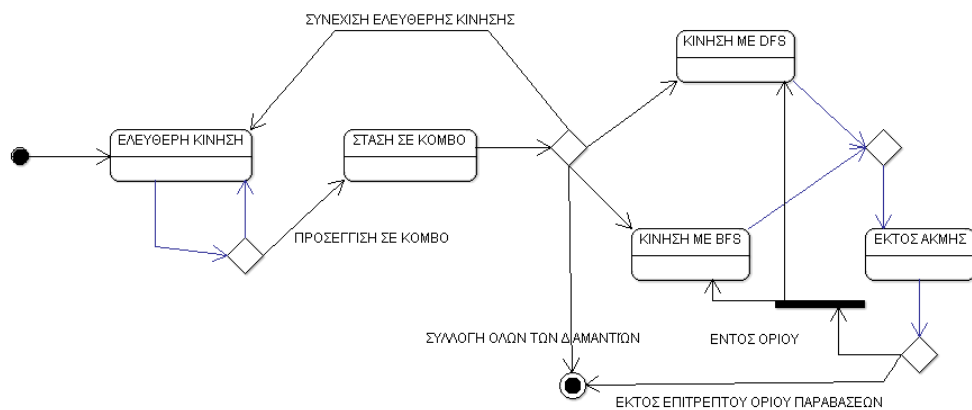 ΣΥΝΕΧΙΣΗ ΕΛΕΥΘΕΡΗΣ ΚΙΝΗΣΗΣ
ΚΙΝΗΣΗ ΜΕ DFS
ΕΛΕΥΘΕΡΗ ΚΙΝΗΣΗ
ΣΤΑΣΗ ΣΕ ΚΟΜΒΟ
ΠΡΟΣΕΓΓΙΣΗ ΣΕ ΚΟΜΒΟ
ΚΙΝΗΣΗ ΜΕ BFS
ΕΚΤΟΣ ΑΚΜΗΣ
ΣΥΛΛΟΓΗ ΟΛΩΝ ΤΩΝ ΔΙΑΜΑΝΤΙΩΝ
ΕΝΤΟΣ ΟΡΙΟΥ
ΕΚΤΟΣ ΕΠΙΤΡΕΠΤΟΥ ΟΡΙΟΥ ΠΑΡΑΒΑΣΕΩΝ